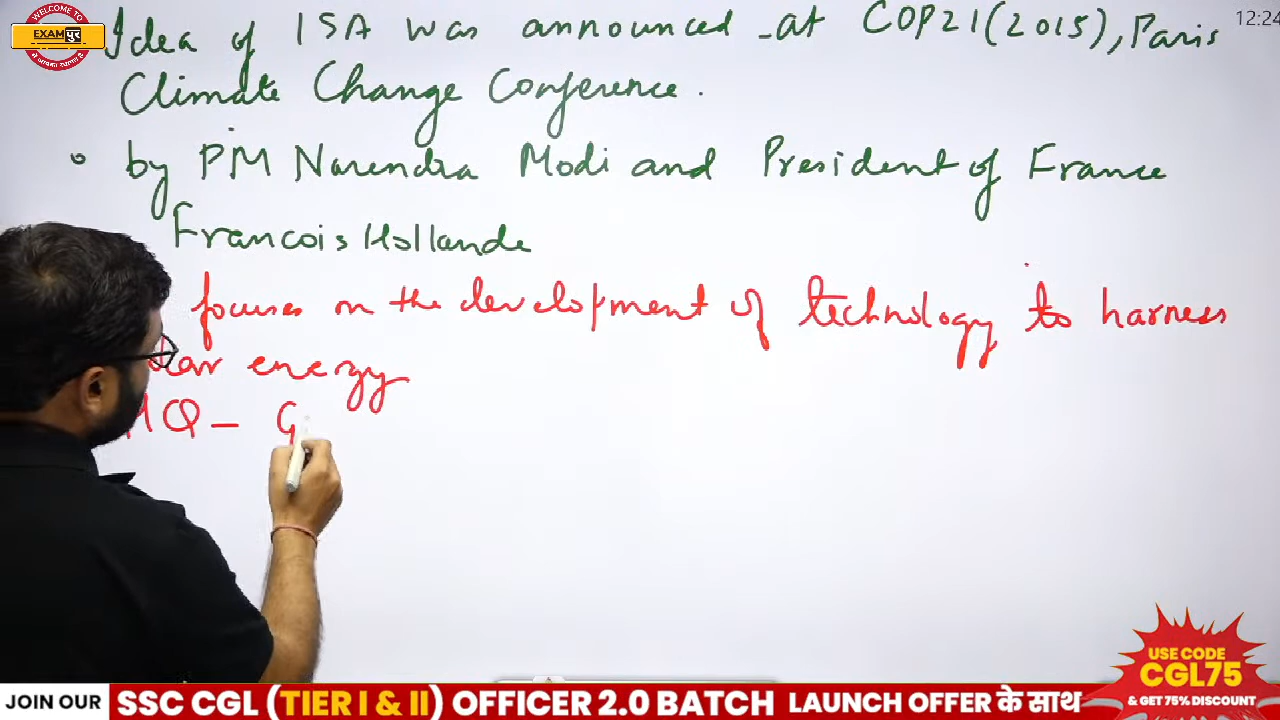 WELCOME TO
EXAM पुर
12:24
Idea of ISA was announced at COP21(2015), Paris
Climate Change Conference.
by PM Narendra Modi and President of France
Francois Hollande
focuses on the development of technology to harness
energy
HQ - G
JOIN OUR
SSC CGL (TIER I & II) OFFICER 2.0 BATCH LAUNCH OFFER के साथ
USE CODE
CGL75
& GET 75% DISCOUNT